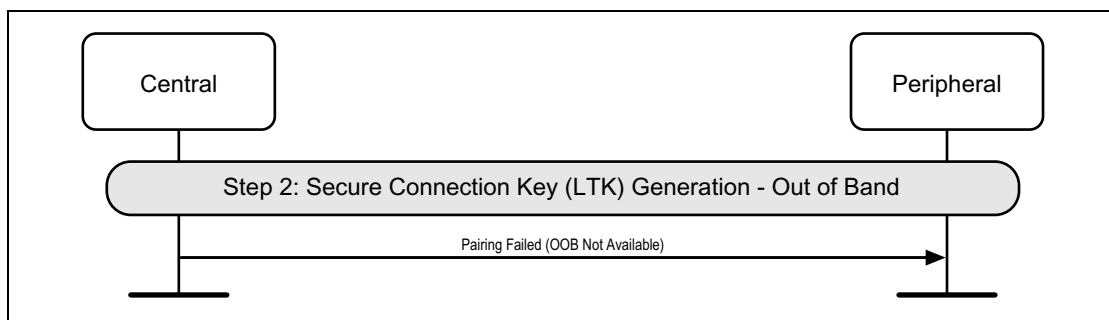 Central
Peripheral
Step 2: Secure Connection Key (LTK) Generation - Out of Band
Pairing Failed (OOB Not Available)